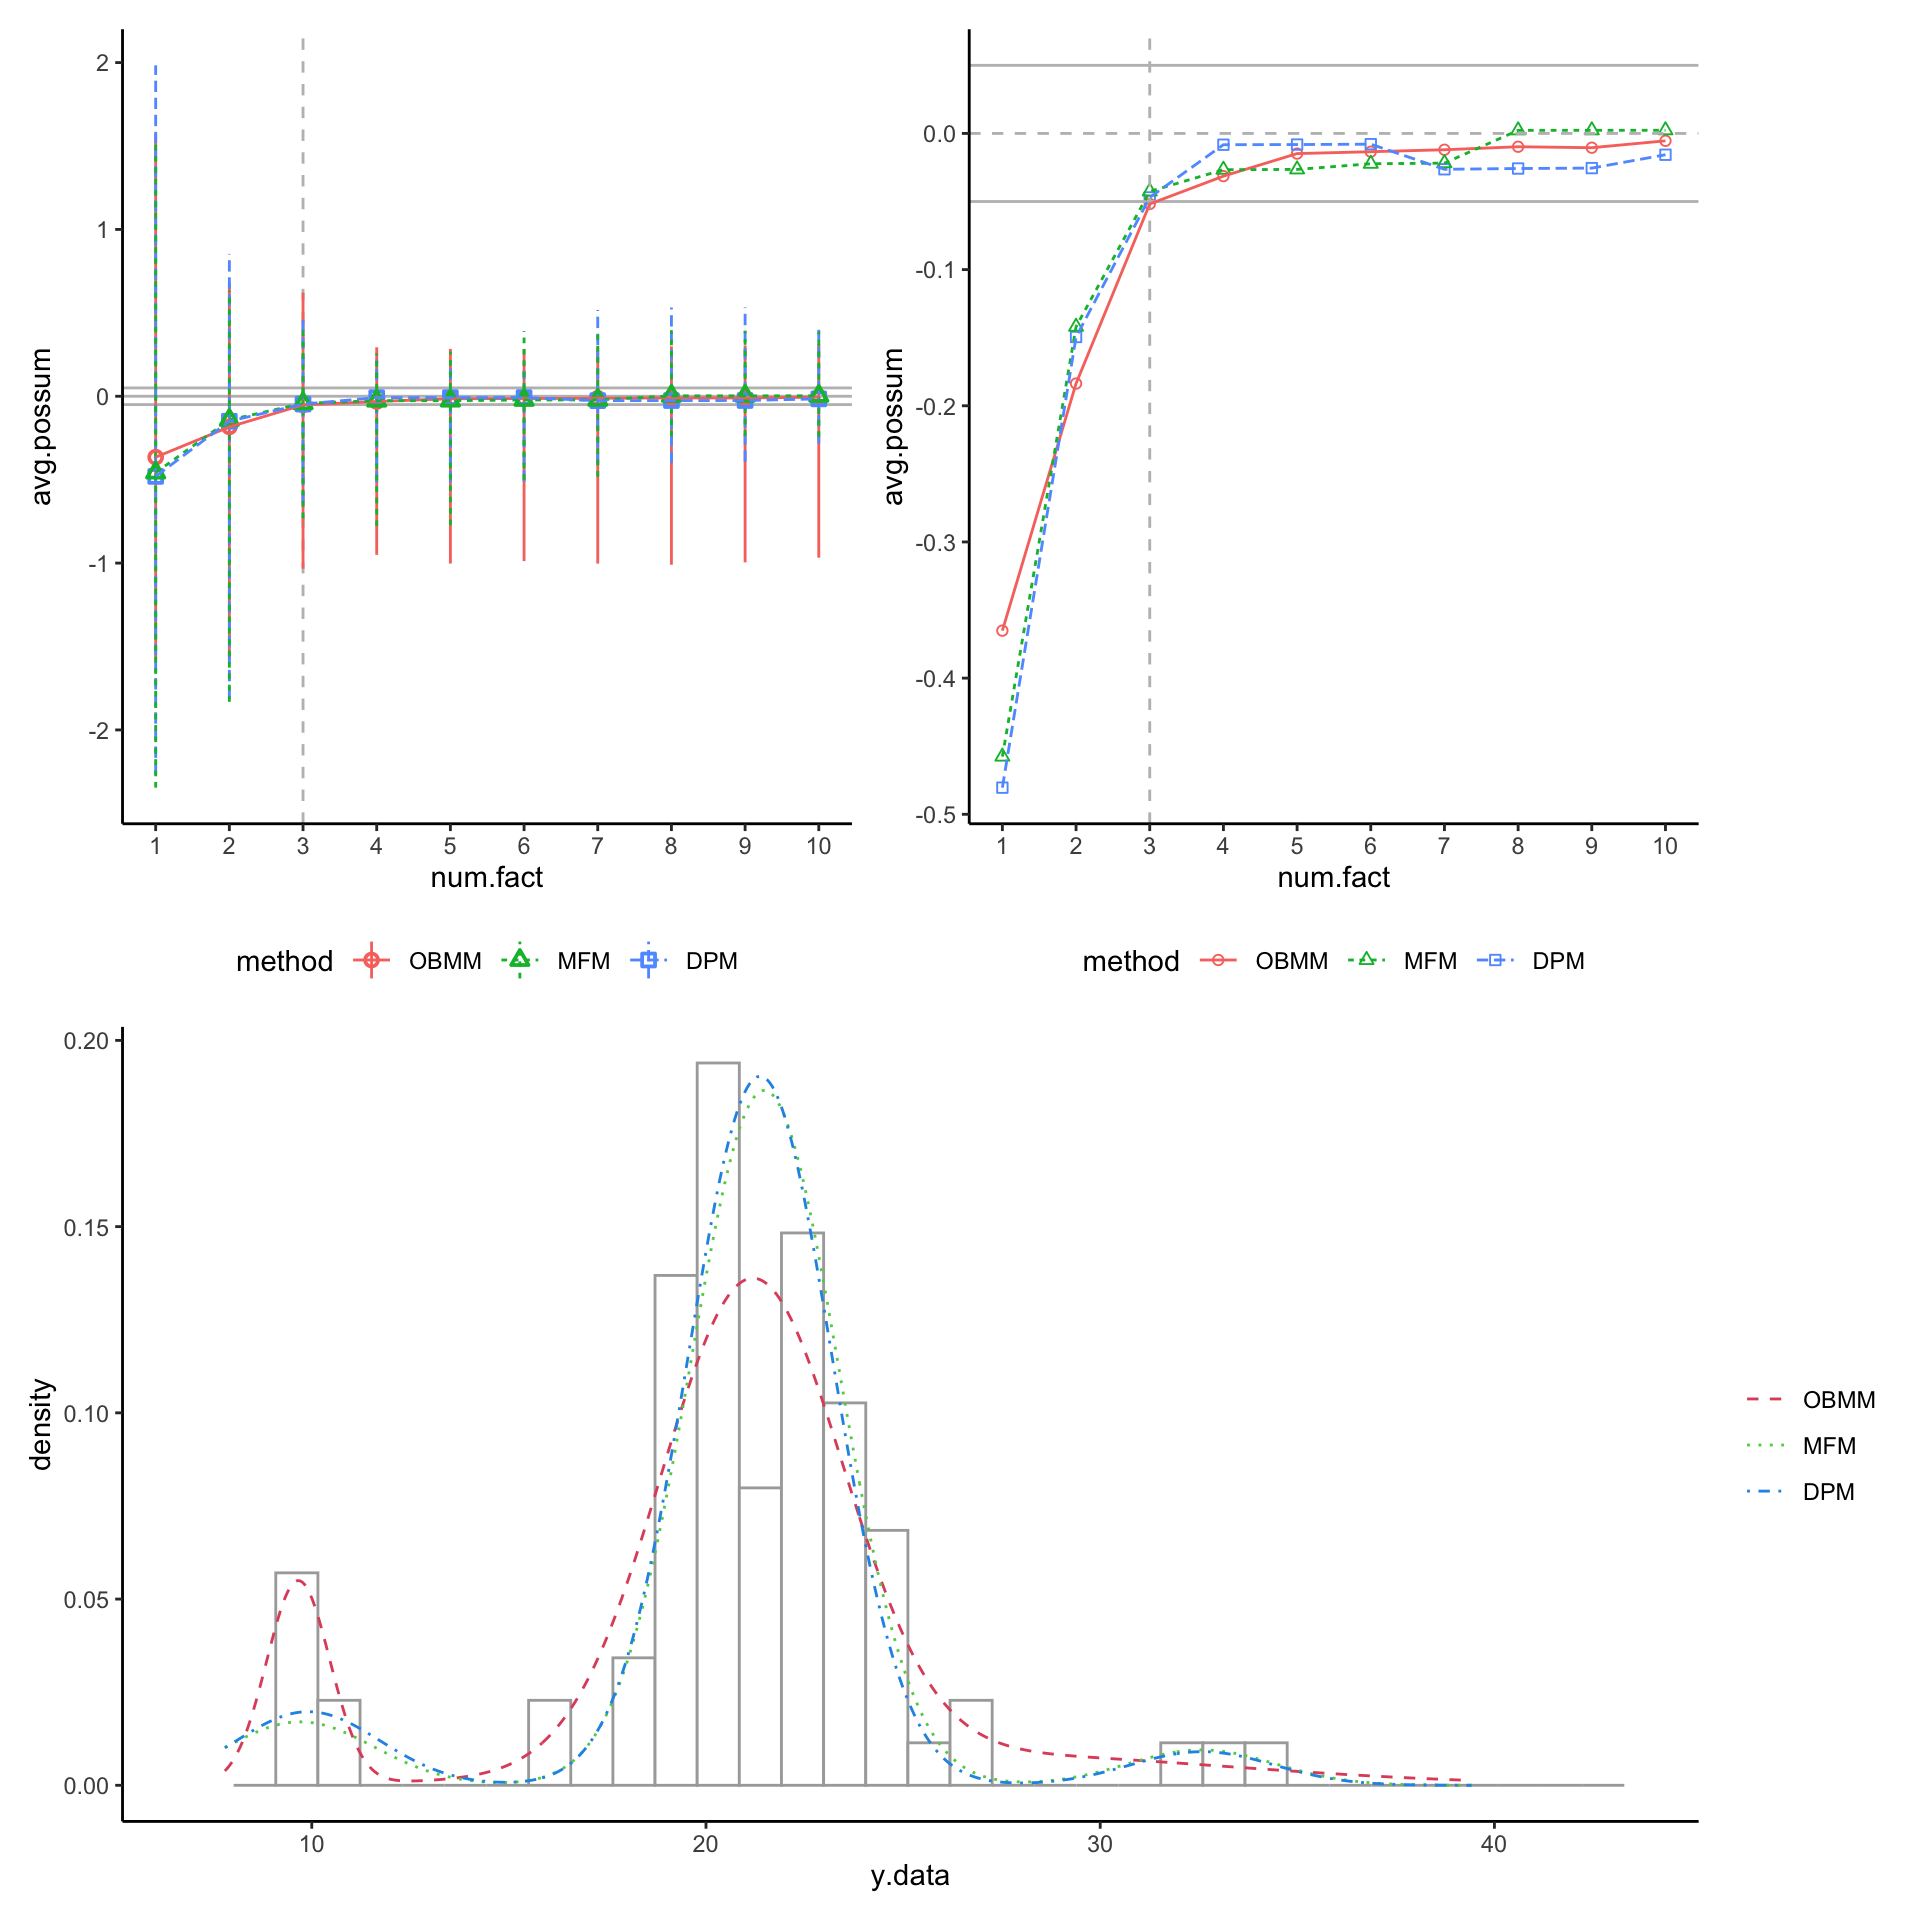 2
1
0
-1
-2
avg.possum
1 2 3 4 5 6 7 8 9 10
num.fact
method OBMM MFM DPM
0.0
-0.1
-0.2
-0.3
-0.4
-0.5
avg.possum
1 2 3 4 5 6 7 8 9 10
num.fact
method OBMM MFM DPM
0.20
0.15
0.10
0.05
0.00
density
10 20 30 40
y.data
OBMM
MFM
DPM